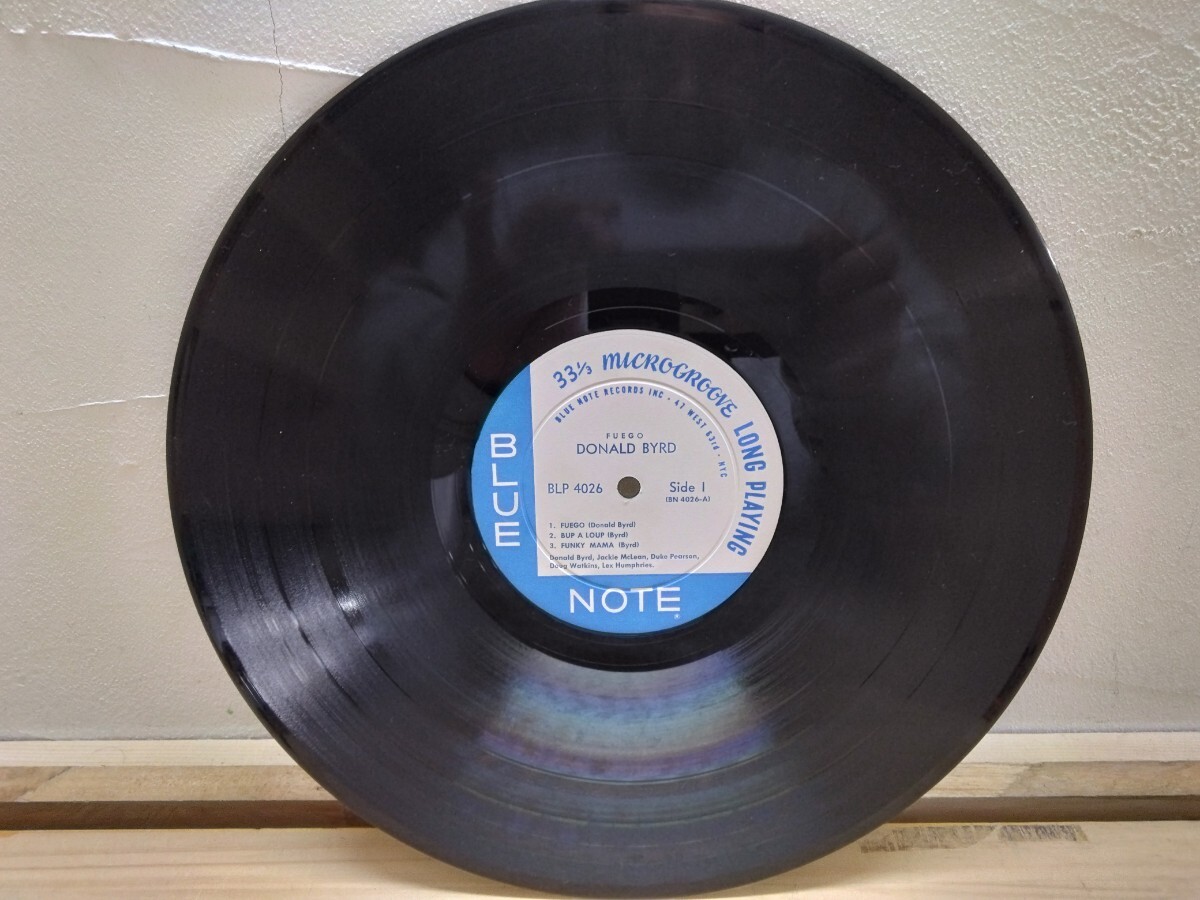 33⅓ MICROGROOVE LONG PLAYING
BLUE NOTE RECORDS INC · 47 WEST 63rd · NYC
FUEGO
DONALD BYRD
BLP 4026
Side 1
(BN 4026-A)
1. FUEGO (Donald Byrd)
2. BUP A LOUP (Byrd)
3. FUNKY MAMA (Byrd)
Donald Byrd, Jackie McLean, Duke Pearson,
Doug Watkins, Lex Humphries.
BLUE
NOTE
®